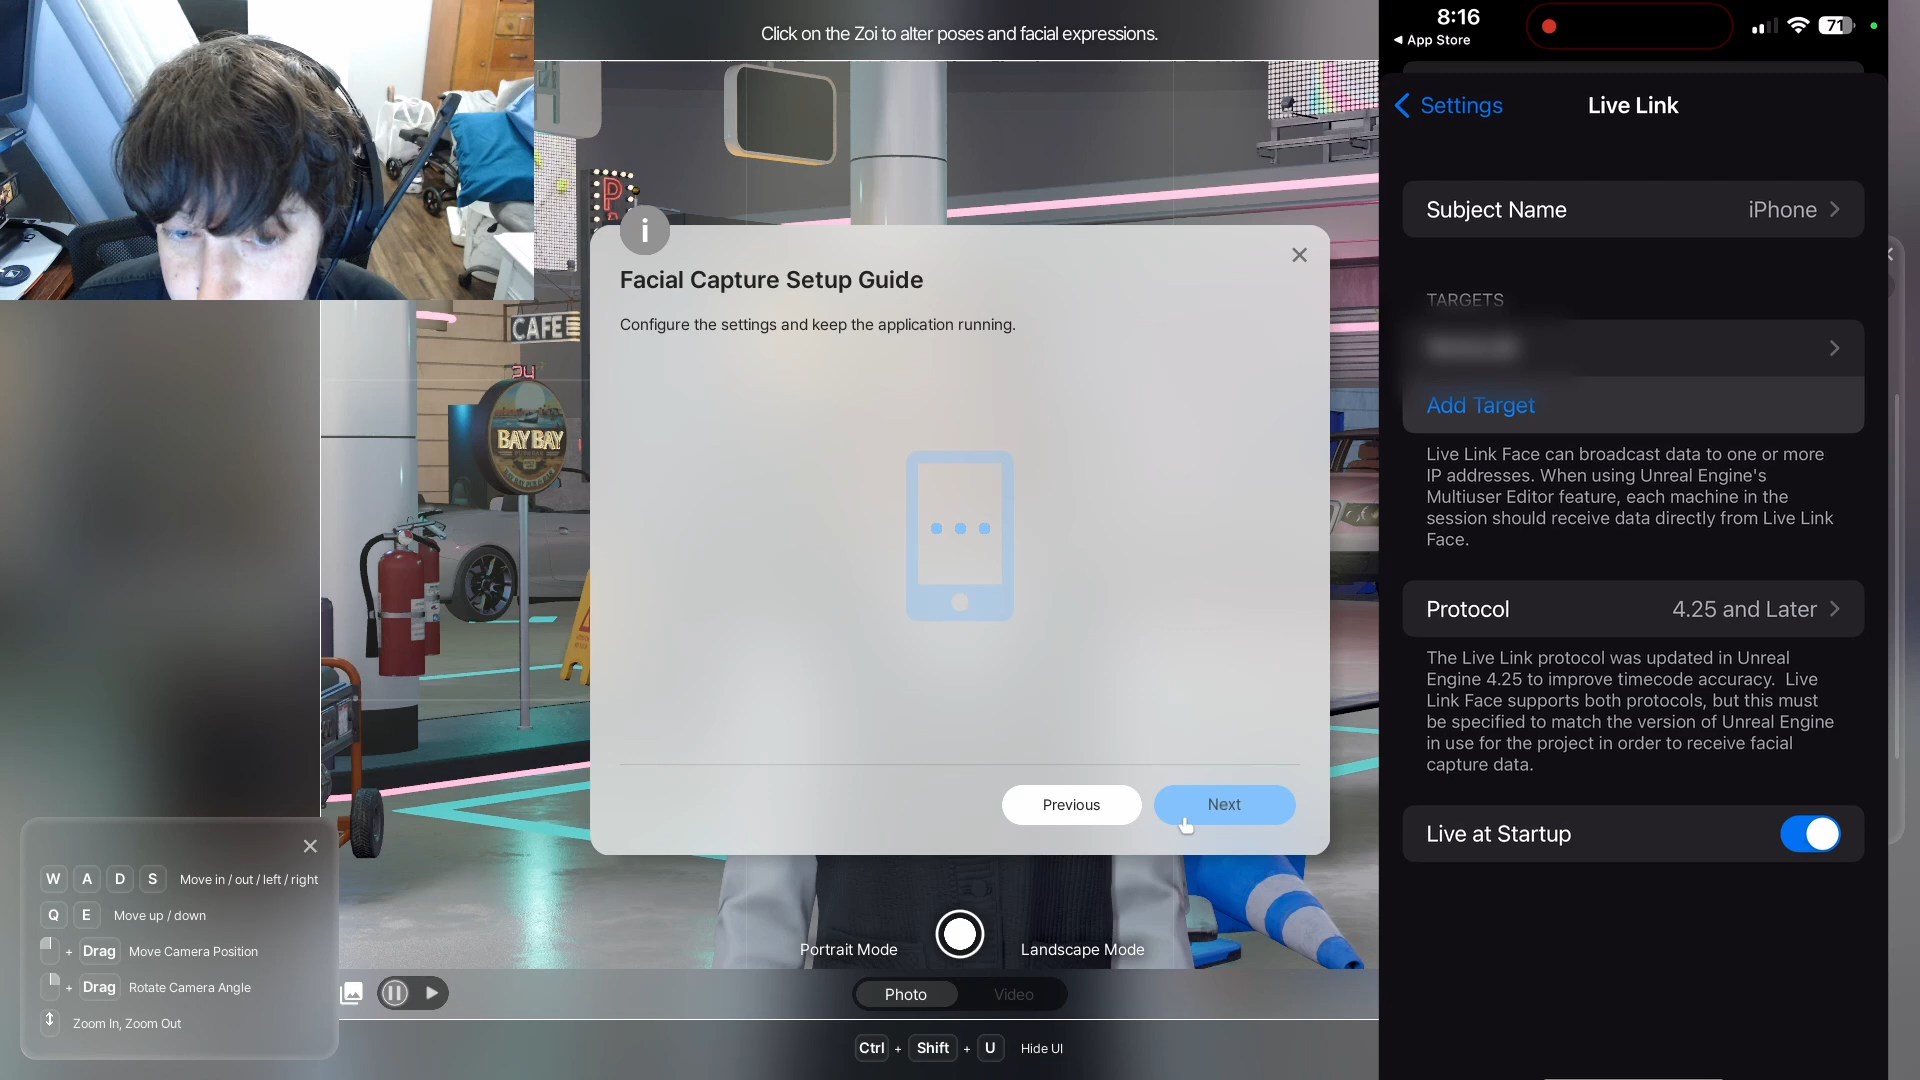 Click on the Zoi to alter poses and facial expressions.
8:16
App Store
71
Settings
Live Link
Subject Name
iPhone
TARGETS
Add Target
Live Link Face can broadcast data to one or more
IP addresses. When using Unreal Engine's
Multiuser Editor feature, each machine in the
session should receive data directly from Live Link
Face.
Protocol
4.25 and Later
The Live Link protocol was updated in Unreal
Engine 4.25 to improve timecode accuracy. Live
Link Face supports both protocols, but this must
be specified to match the version of Unreal Engine
in use for the project in order to receive facial
capture data.
Live at Startup
P
CAFE
24
BAY BAY
i
Facial Capture Setup Guide
Configure the settings and keep the application running.
Previous
Next
W A D S Move in / out / left / right
Q E Move up / down
+ Drag Move Camera Position
+ Drag Rotate Camera Angle
Zoom In, Zoom Out
Portrait Mode
Landscape Mode
Photo
Video
Ctrl + Shift + U Hide UI